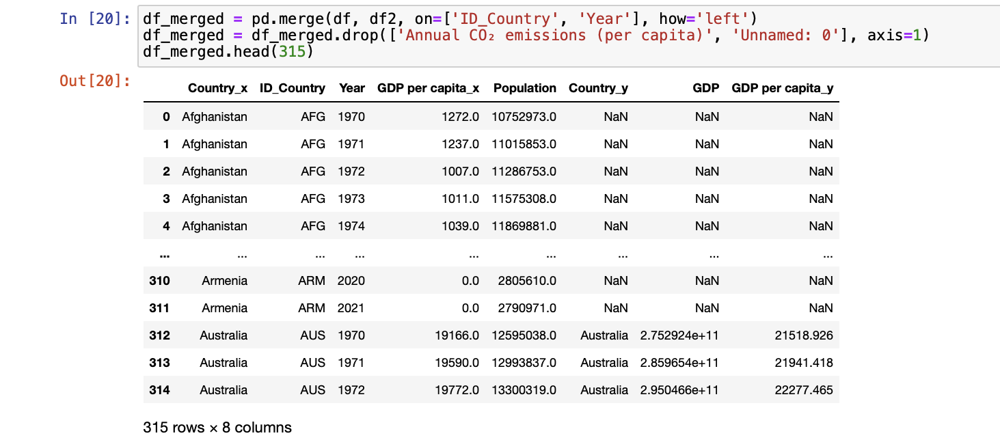 In [20]: df_merged = pd.merge(df, df2, on=['ID_Country', 'Year'], how='left')
df_merged = df_merged.drop(['Annual CO₂ emissions (per capita)', 'Unnamed: 0'], axis=1)
df_merged.head(315)
Out[20]:
Country_x ID_Country Year GDP per capita_x Population Country_y GDP GDP per capita_y
0 Afghanistan AFG 1970 1272.0 10752973.0 NaN NaN NaN
1 Afghanistan AFG 1971 1237.0 11015853.0 NaN NaN NaN
2 Afghanistan AFG 1972 1007.0 11286753.0 NaN NaN NaN
3 Afghanistan AFG 1973 1011.0 11575308.0 NaN NaN NaN
4 Afghanistan AFG 1974 1039.0 11869881.0 NaN NaN NaN
... ... ... ... ... ... ... ... ...
310 Armenia ARM 2020 0.0 2805610.0 NaN NaN NaN
311 Armenia ARM 2021 0.0 2790971.0 NaN NaN NaN
312 Australia AUS 1970 19166.0 12595038.0 Australia 2.752924e+11 21518.926
313 Australia AUS 1971 19590.0 12993837.0 Australia 2.859654e+11 21941.418
314 Australia AUS 1972 19772.0 13300319.0 Australia 2.950466e+11 22277.465
315 rows × 8 columns